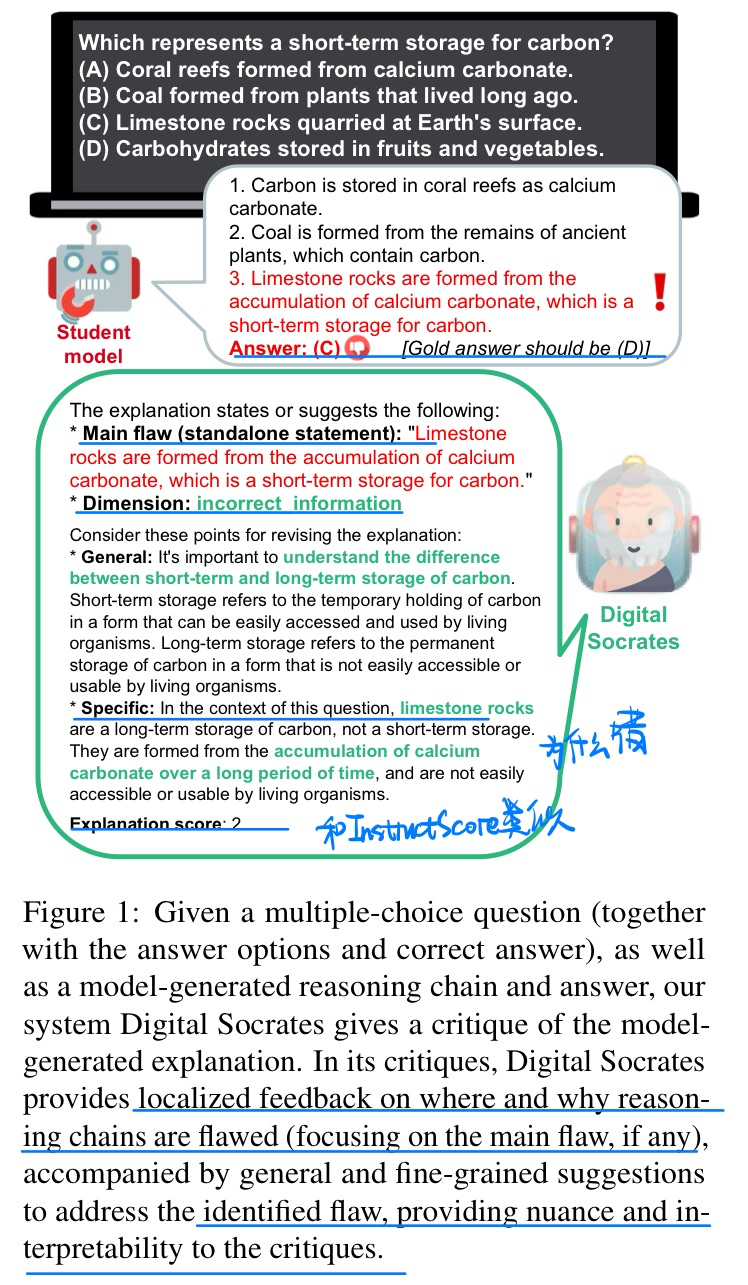 Which represents a short-term storage for carbon?
(A) Coral reefs formed from calcium carbonate.
(B) Coal formed from plants that lived long ago.
(C) Limestone rocks quarried at Earth's surface.
(D) Carbohydrates stored in fruits and vegetables.
1. Carbon is stored in coral reefs as calcium
carbonate.
2. Coal is formed from the remains of ancient
plants, which contain carbon.
3. Limestone rocks are formed from the
accumulation of calcium carbonate, which is a
short-term storage for carbon.
Answer: (C) [Gold answer should be (D)]
Student
model
The explanation states or suggests the following:
* Main flaw (standalone statement): "Limestone
rocks are formed from the accumulation of calcium
carbonate, which is a short-term storage for carbon."
* Dimension: incorrect_information
Consider these points for revising the explanation:
* General: It's important to understand the difference
between short-term and long-term storage of carbon.
Short-term storage refers to the temporary holding of carbon
in a form that can be easily accessed and used by living
organisms. Long-term storage refers to the permanent
storage of carbon in a form that is not easily accessible or
usable by living organisms.
* Specific: In the context of this question, limestone rocks
are a long-term storage of carbon, not a short-term storage.
They are formed from the accumulation of calcium
carbonate over a long period of time, and are not easily
accessible or usable by living organisms.
Explanation score: 2
Digital
Socrates
为什么错
和InstructScore类似
Figure 1: Given a multiple-choice question (together
with the answer options and correct answer), as well
as a model-generated reasoning chain and answer, our
system Digital Socrates gives a critique of the model-
generated explanation. In its critiques, Digital Socrates
provides localized feedback on where and why reason-
ing chains are flawed (focusing on the main flaw, if any),
accompanied by general and fine-grained suggestions
to address the identified flaw, providing nuance and in-
terpretability to the critiques.